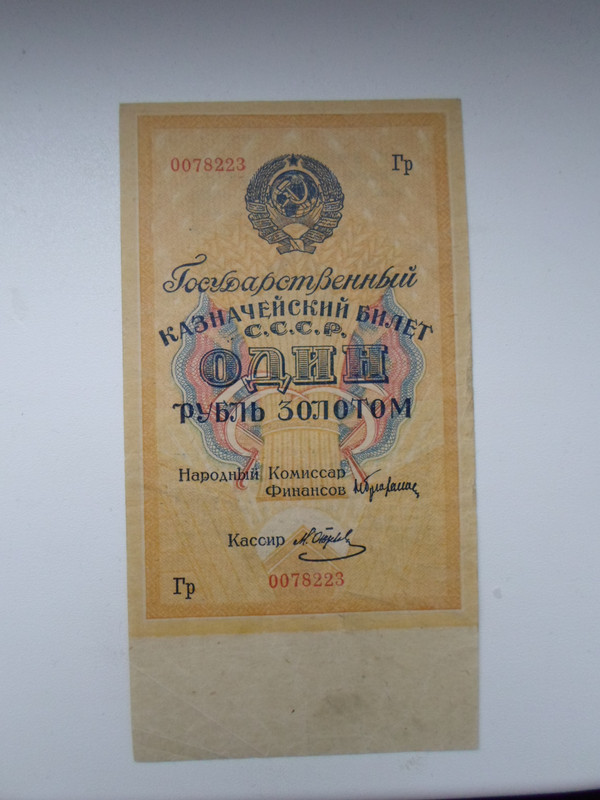 0078223 Гр
Государственный
КАЗНАЧЕЙСКИЙ БИЛЕТ
С.С.С.Р.
ОДИН
РУБЛЬ ЗОЛОТОМ
Народный Комиссар
Финансов
Кассир
Гр 0078223